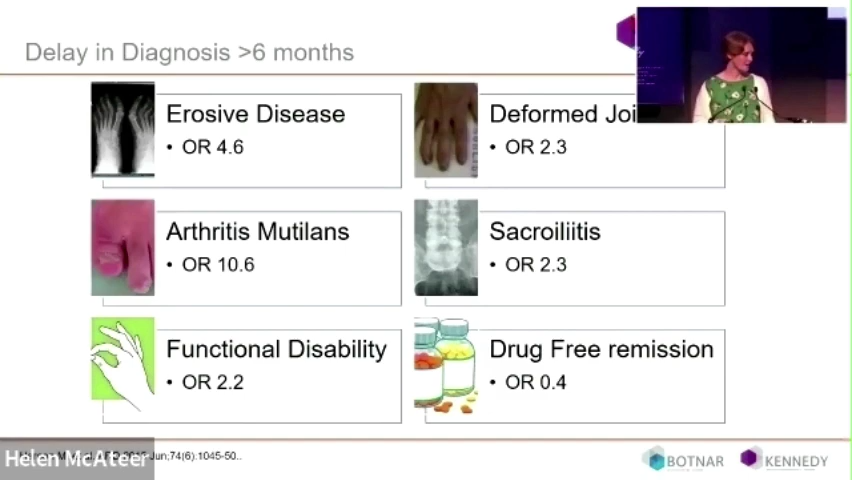 Delay in Diagnosis >6 months
Erosive Disease
• OR 4.6
Deformed Joi
• OR 2.3
Arthritis Mutilans
• OR 10.6
Sacroiliitis
• OR 2.3
Functional Disability
• OR 2.2
Drug Free remission
• OR 0.4
Helen McAteer
Jun;74(6).1045-50..
BOTNAR
KENNEDY